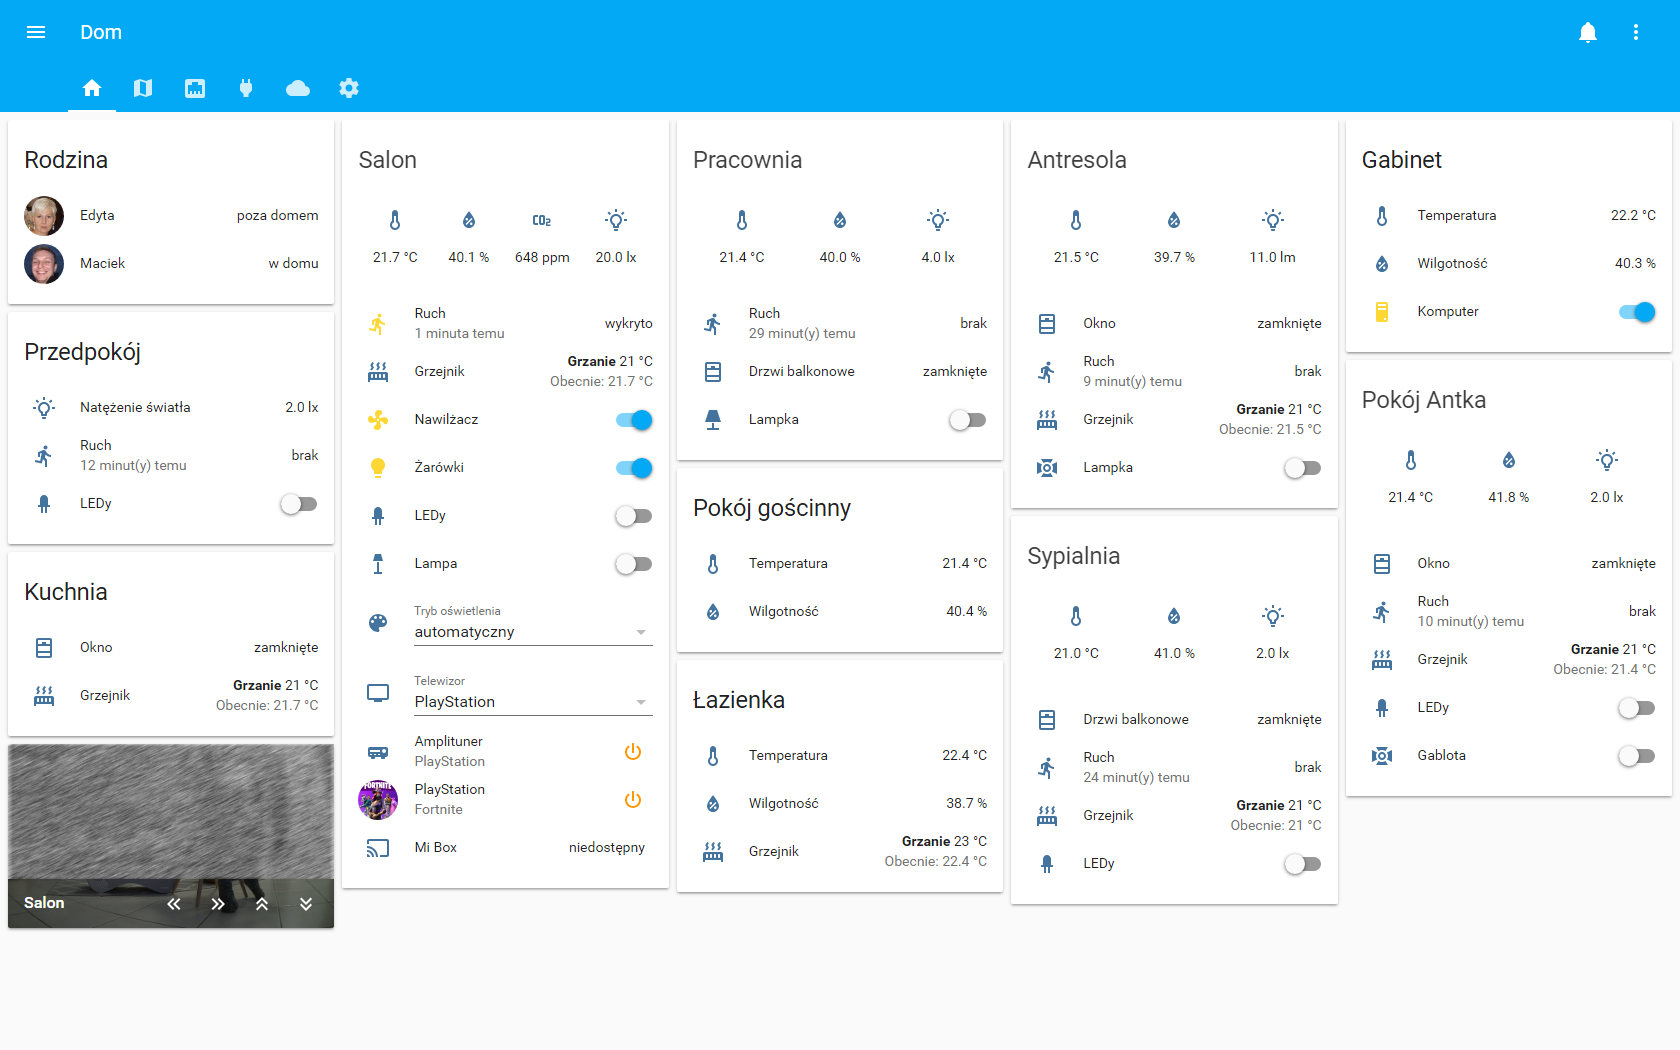 Dom
Rodzina
Edyta poza domem
Maciek w domu
Przedpokój
Natężenie światła 2.0 lx
Ruch
12 minut(y) temu brak
LEDy
Kuchnia
Okno zamknięte
Grzejnik Grzanie 21 °C
Obecnie: 21.7 °C
Salon
Salon
CO2
21.7 °C 40.1 % 648 ppm 20.0 lx
Ruch
1 minuta temu wykryto
Grzejnik Grzanie 21 °C
Obecnie: 21.7 °C
Nawilżacz
Żarówki
LEDy
Lampa
Tryb oświetlenia
automatyczny
Telewizor
PlayStation
Amplituner
PlayStation
FORTNITE
PlayStation
Fortnite
Mi Box niedostępny
Pracownia
21.4 °C 40.0 % 4.0 lx
Ruch
29 minut(y) temu brak
Drzwi balkonowe zamknięte
Lampka
Pokój gościnny
Temperatura 21.4 °C
Wilgotność 40.4 %
Łazienka
Temperatura 22.4 °C
Wilgotność 38.7 %
Grzejnik Grzanie 23 °C
Obecnie: 22.4 °C
Antresola
21.5 °C 39.7 % 11.0 lm
Okno zamknięte
Ruch
9 minut(y) temu brak
Grzejnik Grzanie 21 °C
Obecnie: 21.5 °C
Lampka
Sypialnia
21.0 °C 41.0 % 2.0 lx
Drzwi balkonowe zamknięte
Ruch
24 minut(y) temu brak
Grzejnik Grzanie 21 °C
Obecnie: 21 °C
LEDy
Gabinet
Temperatura 22.2 °C
Wilgotność 40.3 %
Komputer
Pokój Antka
21.4 °C 41.8 % 2.0 lx
Okno zamknięte
Ruch
10 minut(y) temu brak
Grzejnik Grzanie 21 °C
Obecnie: 21.4 °C
LEDy
Gablota